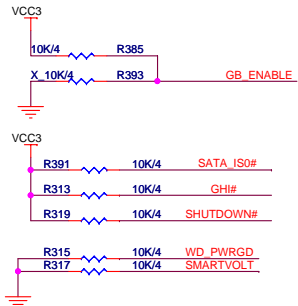 VCC3
10K/4 R385
X_10K/4 R393 GB_ENABLE
VCC3
R391 10K/4 SATA_IS0#
R313 10K/4 GHI#
R319 10K/4 SHUTDOWN#
R315 10K/4 WD_PWRGD
R317 10K/4 SMARTVOLT